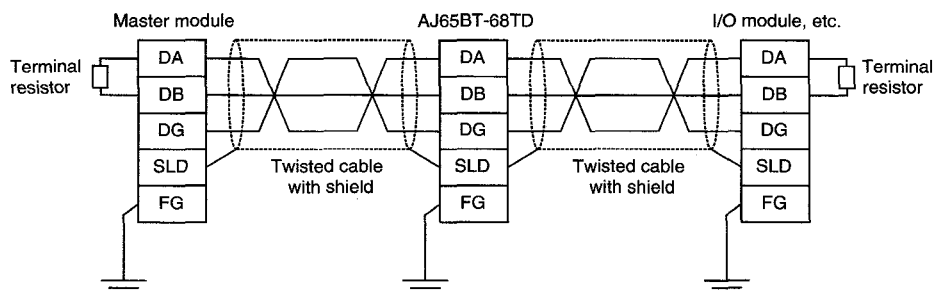 Master module
AJ65BT-68TD
I/O module, etc.
Terminal
resistor
DA
DB
DG
SLD
FG
Twisted cable
with shield
DA
DB
DG
SLD
FG
Twisted cable
with shield
DA
DB
DG
SLD
FG
Terminal
resistor